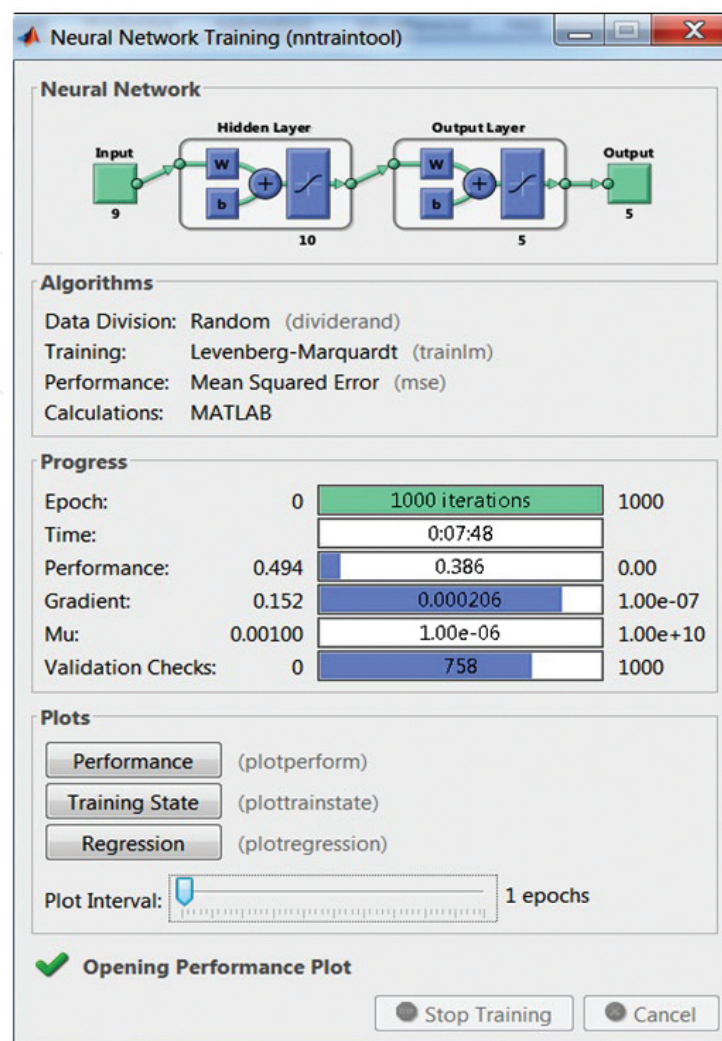 Neural Network Training (nntraintool)
Neural Network
Hidden Layer Output Layer
Input Output
W W
+ +
b b
9 10 5 5
Algorithms
Data Division: Random (dividerand)
Training: Levenberg-Marquardt (trainlm)
Performance: Mean Squared Error (mse)
Calculations: MATLAB
Progress
Epoch: 0 1000 iterations 1000
Time: 0:07:48
Performance: 0.494 0.386 0.00
Gradient: 0.152 0.000206 1.00e-07
Mu: 0.00100 1.00e-06 1.00e+10
Validation Checks: 0 758 1000
Plots
Performance (plotperform)
Training State (plottrainstate)
Regression (plotregression)
Plot Interval: 1 epochs
Opening Performance Plot
Stop Training Cancel